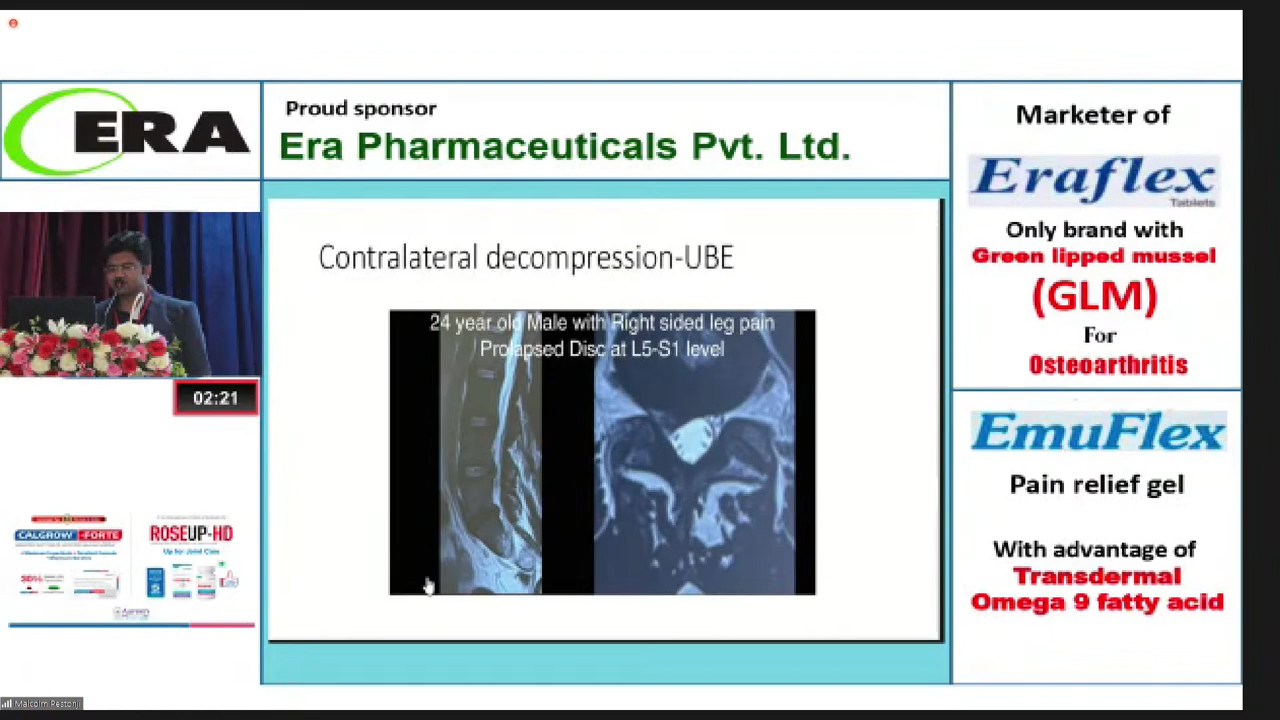 ERA
Proud sponsor
Era Pharmaceuticals Pvt. Ltd.
02:21
CALGROW -FORTE
ROSEUP-HD
Up for Joint Care
Contralateral decompression-UBE
24 year old Male with Right sided leg pain
Prolapsed Disc at L5-S1 level
Marketer of
Eraflex
Tablets
Only brand with
Green lipped mussel
(GLM)
For
Osteoarthritis
EmuFlex
Pain relief gel
With advantage of
Transdermal
Omega 9 fatty acid
Malcolm Pestonji